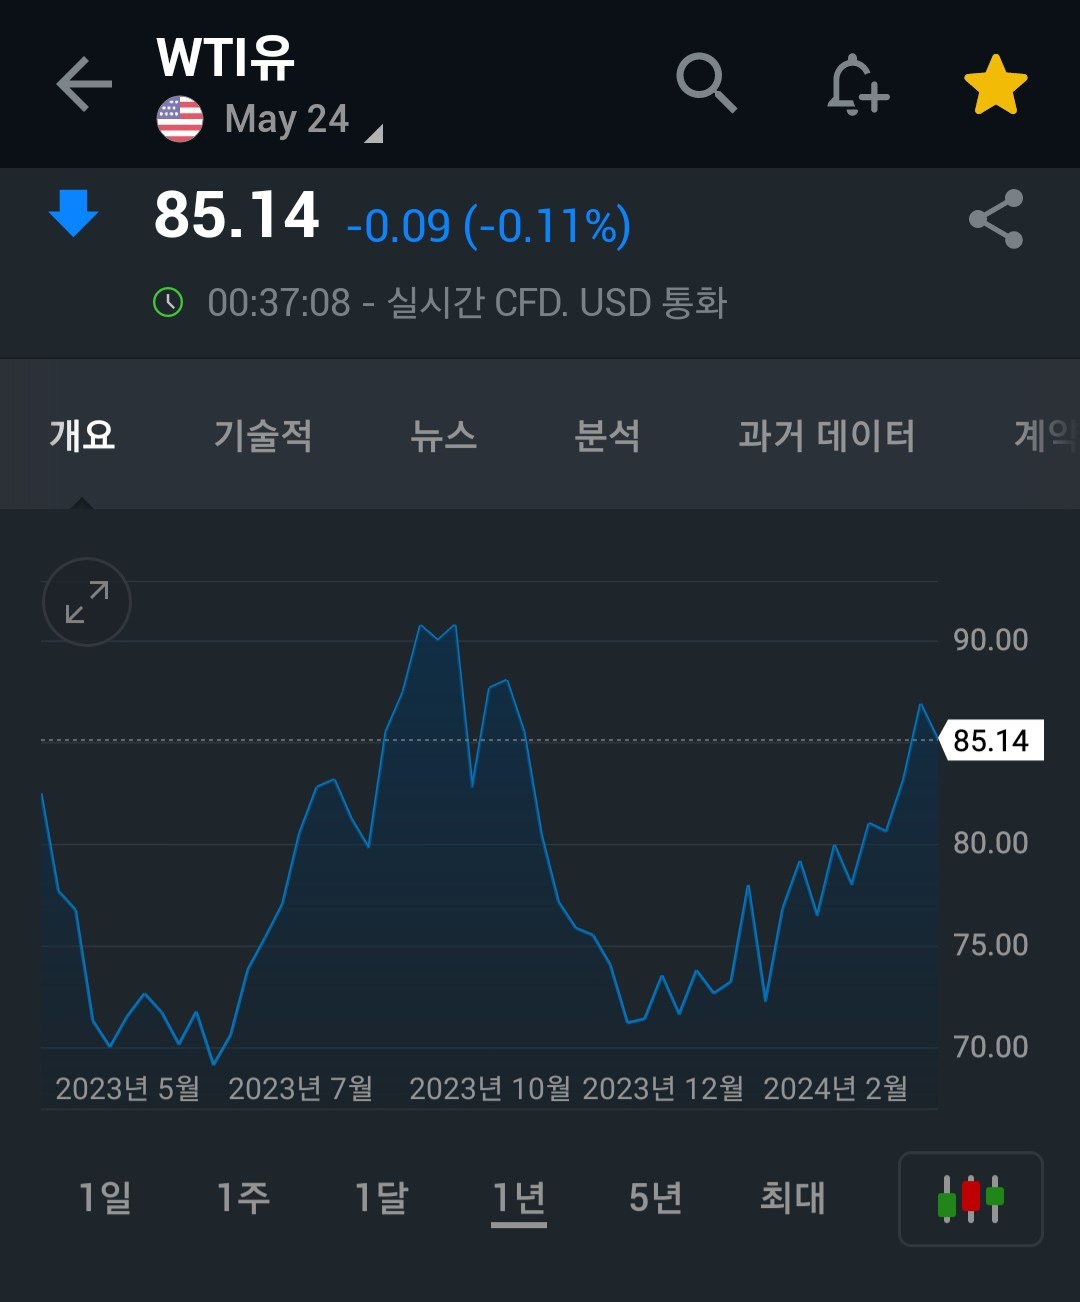 WTI유
May 24
85.14 -0.09 (-0.11%)
00:37:08 - 실시간 CFD. USD 통화
개요 기술적 뉴스 분석 과거 데이터
90.00
85.14
80.00
75.00
70.00
2023년 5월 2023년 7월 2023년 10월 2023년 12월 2024년 2월
1일 1주 1달 1년 5년 최대